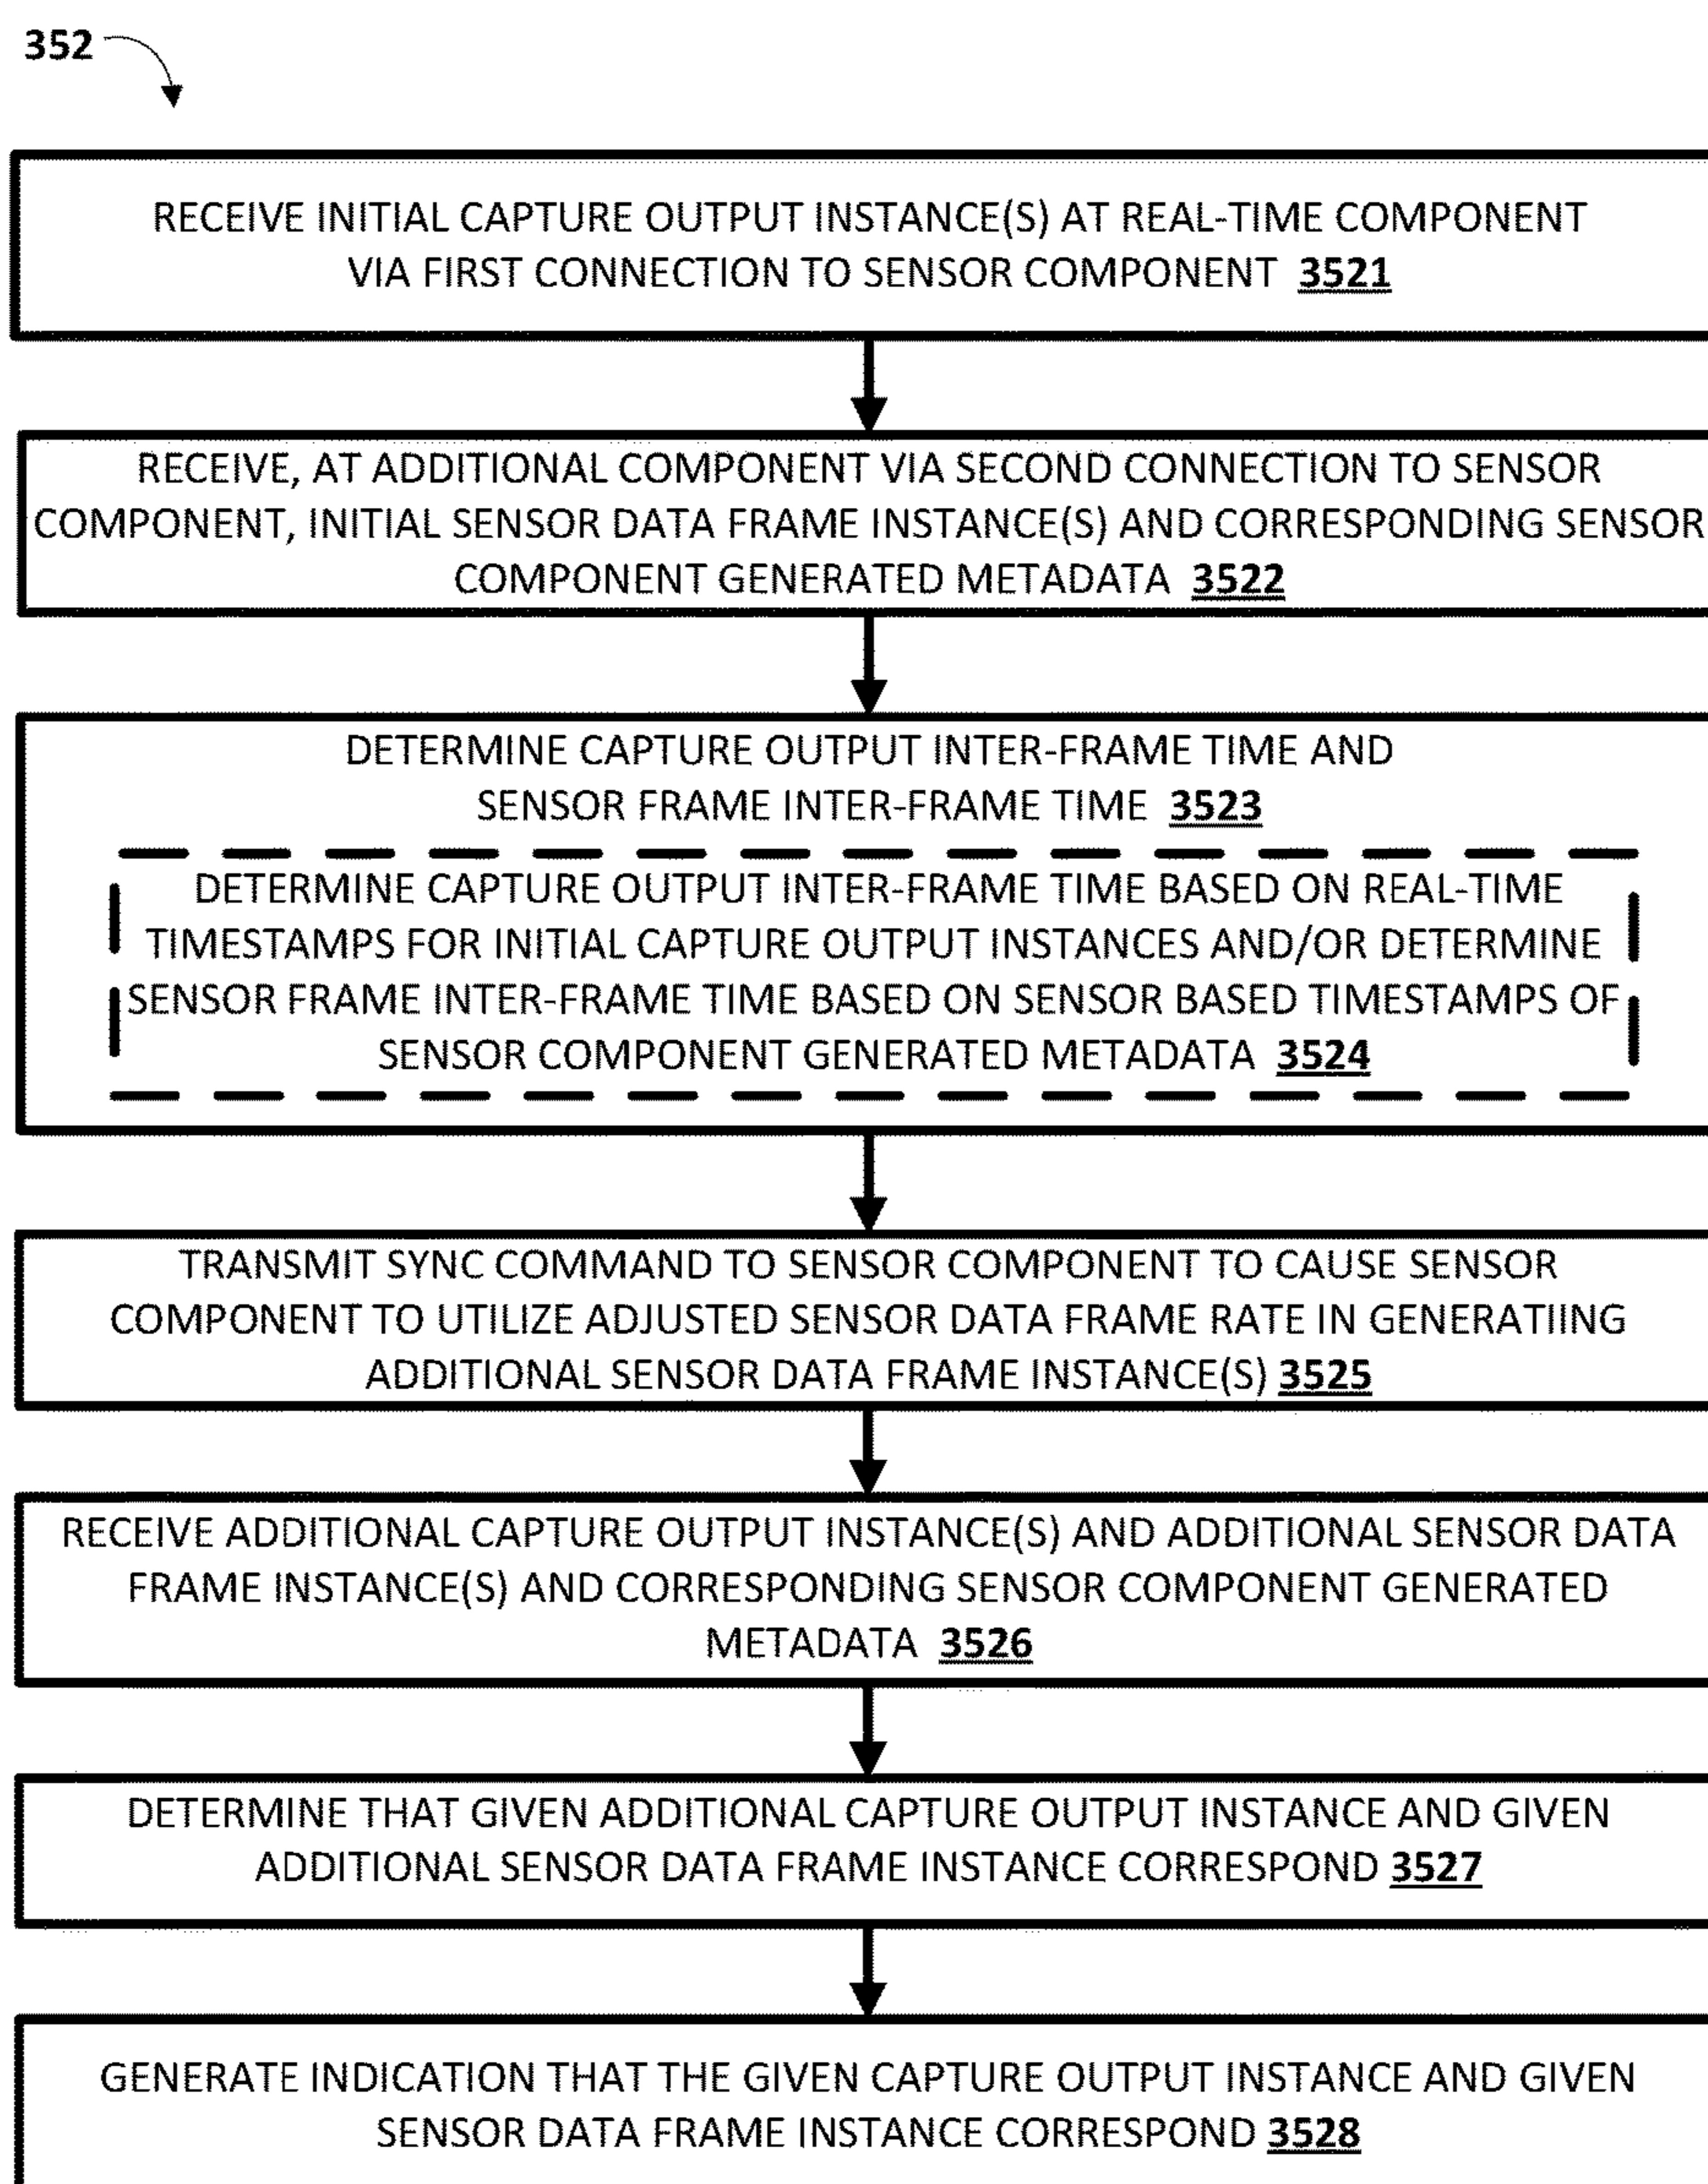 352
RECEIVE INITIAL CAPTURE OUTPUT INSTANCE(S) AT REAL-TIME COMPONENT
VIA FIRST CONNECTION TO SENSOR COMPONENT 3521
RECEIVE, AT ADDITIONAL COMPONENT VIA SECOND CONNECTION TO SENSOR
COMPONENT, INITIAL SENSOR DATA FRAME INSTANCE(S) AND CORRESPONDING SENSOR
COMPONENT GENERATED METADATA 3522
DETERMINE CAPTURE OUTPUT INTER-FRAME TIME AND
SENSOR FRAME INTER-FRAME TIME 3523
DETERMINE CAPTURE OUTPUT INTER-FRAME TIME BASED ON REAL-TIME
TIMESTAMPS FOR INITIAL CAPTURE OUTPUT INSTANCES AND/OR DETERMINE
SENSOR FRAME INTER-FRAME TIME BASED ON SENSOR BASED TIMESTAMPS OF
SENSOR COMPONENT GENERATED METADATA 3524
TRANSMIT SYNC COMMAND TO SENSOR COMPONENT TO CAUSE SENSOR
COMPONENT TO UTILIZE ADJUSTED SENSOR DATA FRAME RATE IN GENERATIING
ADDITIONAL SENSOR DATA FRAME INSTANCE(S) 3525
RECEIVE ADDITIONAL CAPTURE OUTPUT INSTANCE(S) AND ADDITIONAL SENSOR DATA
FRAME INSTANCE(S) AND CORRESPONDING SENSOR COMPONENT GENERATED
METADATA 3526
DETERMINE THAT GIVEN ADDITIONAL CAPTURE OUTPUT INSTANCE AND GIVEN
ADDITIONAL SENSOR DATA FRAME INSTANCE CORRESPOND 3527
GENERATE INDICATION THAT THE GIVEN CAPTURE OUTPUT INSTANCE AND GIVEN
SENSOR DATA FRAME INSTANCE CORRESPOND 3528